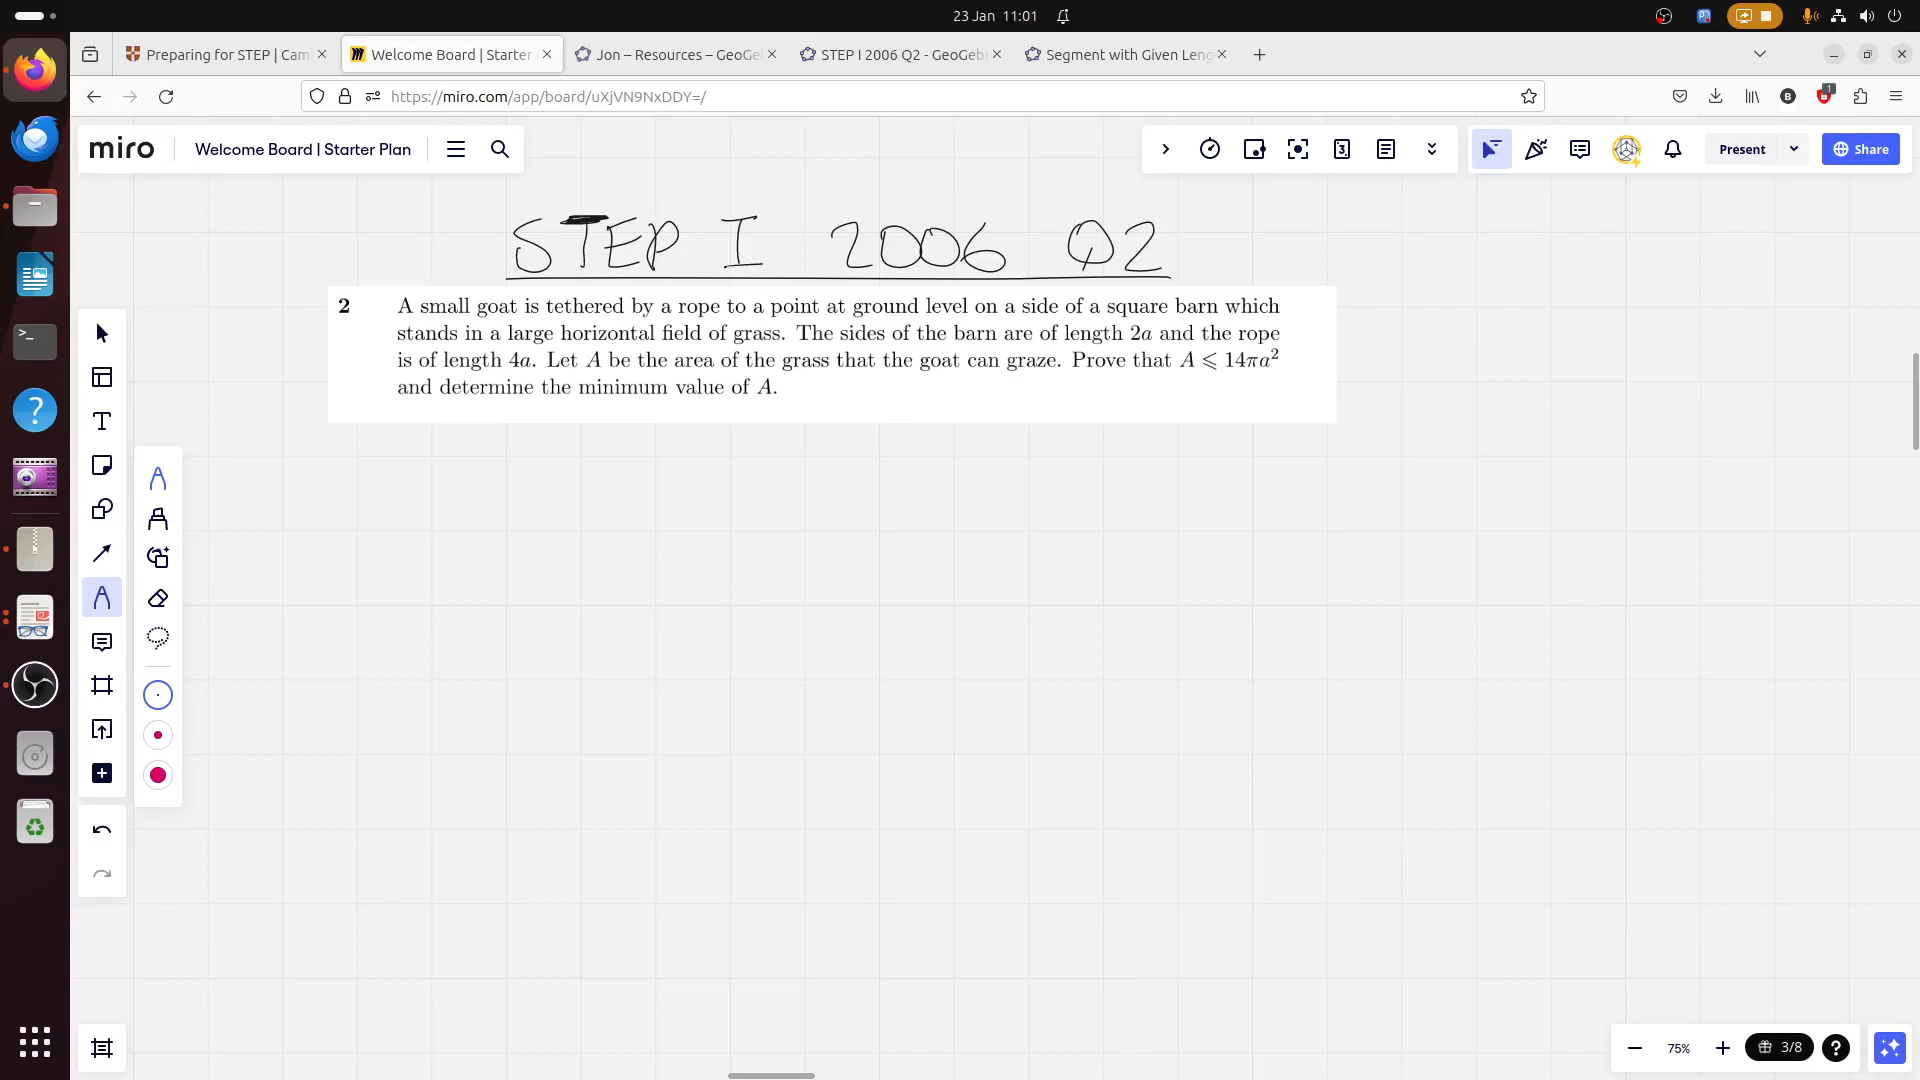 23 Jan 11:01
Preparing for STEP | Cam
Welcome Board | Starter
Jon – Resources – GeoGe
STEP I 2006 Q2 - GeoGeb
Segment with Given Leng
https://miro.com/app/board/uXjVN9NxDDY=/
miro
Welcome Board | Starter Plan
Present
Share
STEP I 2006 Q2
2 A small goat is tethered by a rope to a point at ground level on a side of a square barn which
stands in a large horizontal field of grass. The sides of the barn are of length 2a and the rope
is of length 4a. Let A be the area of the grass that the goat can graze. Prove that A ⩽ 14πa²
and determine the minimum value of A.
75%
3/8